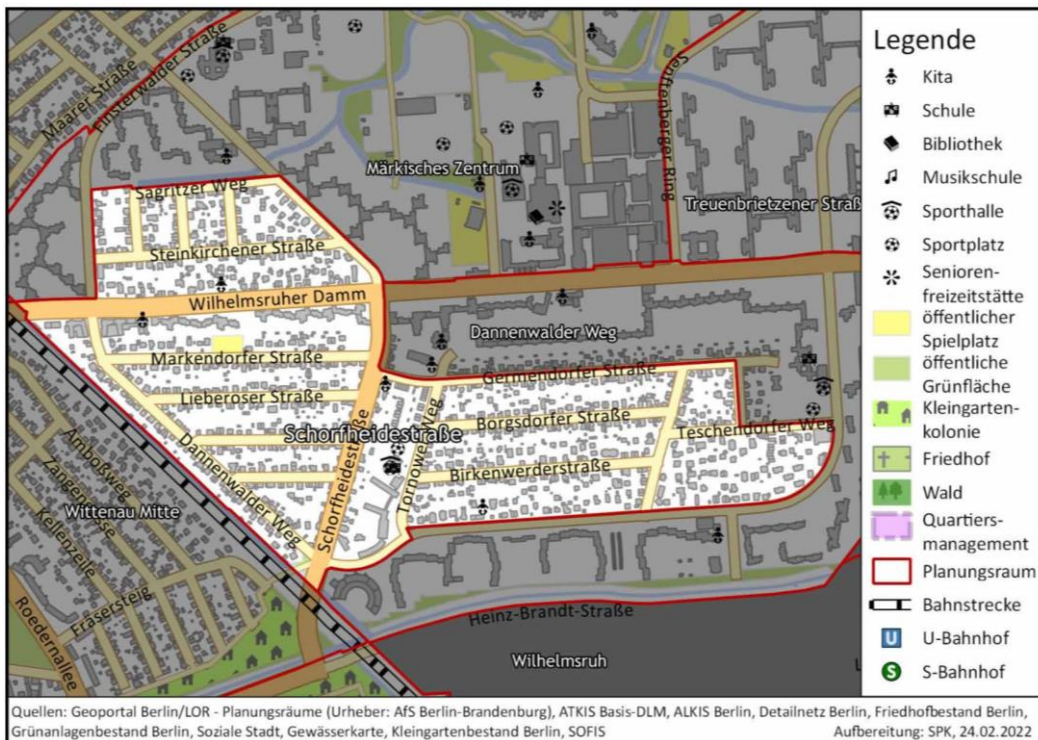 Maarer Straße
Finsterwalder Straße
Senftenberger Ring
Märkisches Zentrum
Treuenbrietzener Straß
Sagritzer Weg
Steinkirchener Straße
Wilhelmsruher Damm
Dannenwalder Weg
Markendorfer Straße
Germendorfer Straße
Lieberoser Straße
Borgsdorfer Straße
Schorfheidestraße
Teschendorfer Weg
Schorfheidestraße
Tornower Weg
Birkenwerderstraße
Dannenwalder Weg
Amboßweg
Zangengasse
Wittenau Mitte
Kellenzeile
Fräsersteig
Roedernallee
Heinz-Brandt-Straße
Wilhelmsruh
L
Legende
Kita
Schule
Bibliothek
Musikschule
Sporthalle
Sportplatz
Senioren-
freizeitstätte
öffentlicher
Spielplatz
öffentliche
Grünfläche
Kleingarten-
kolonie
Friedhof
Wald
Quartiers-
management
Planungsraum
Bahnstrecke
U U-Bahnhof
S S-Bahnhof
Quellen: Geoportal Berlin/LOR - Planungsräume (Urheber: AfS Berlin-Brandenburg), ATKIS Basis-DLM, ALKIS Berlin, Detailnetz Berlin, Friedhofbestand Berlin,
Grünanlagenbestand Berlin, Soziale Stadt, Gewässerkarte, Kleingartenbestand Berlin, SOFIS Aufbereitung: SPK, 24.02.2022